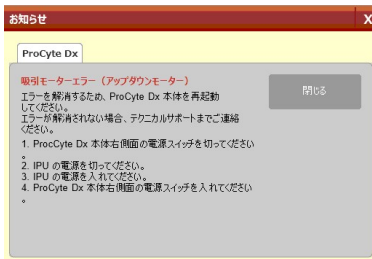 お知らせ
X
ProCyte Dx
吸引モーターエラー（アップダウンモーター）
エラーを解消するため、ProCyte Dx 本体を再起動
してください。
エラーが解消されない場合、テクニカルサポートまでご連絡
ください。
1. ProcCyte Dx 本体右側面の電源スイッチを切ってください
。
2. IPU の電源を切ってください。
3. IPU の電源を入れてください。
4. ProCyte Dx 本体右側面の電源スイッチを入れてください
。
閉じる